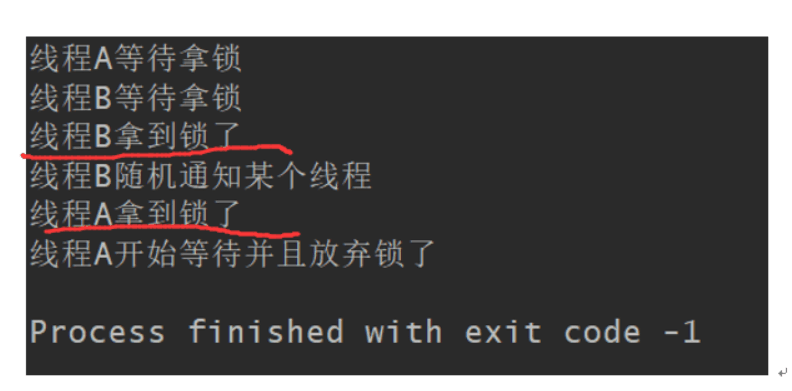 线程A等待拿锁
线程B等待拿锁
线程B拿到锁了
线程B随机通知某个线程
线程A拿到锁了
线程A开始等待并且放弃锁了
Process finished with exit code -1